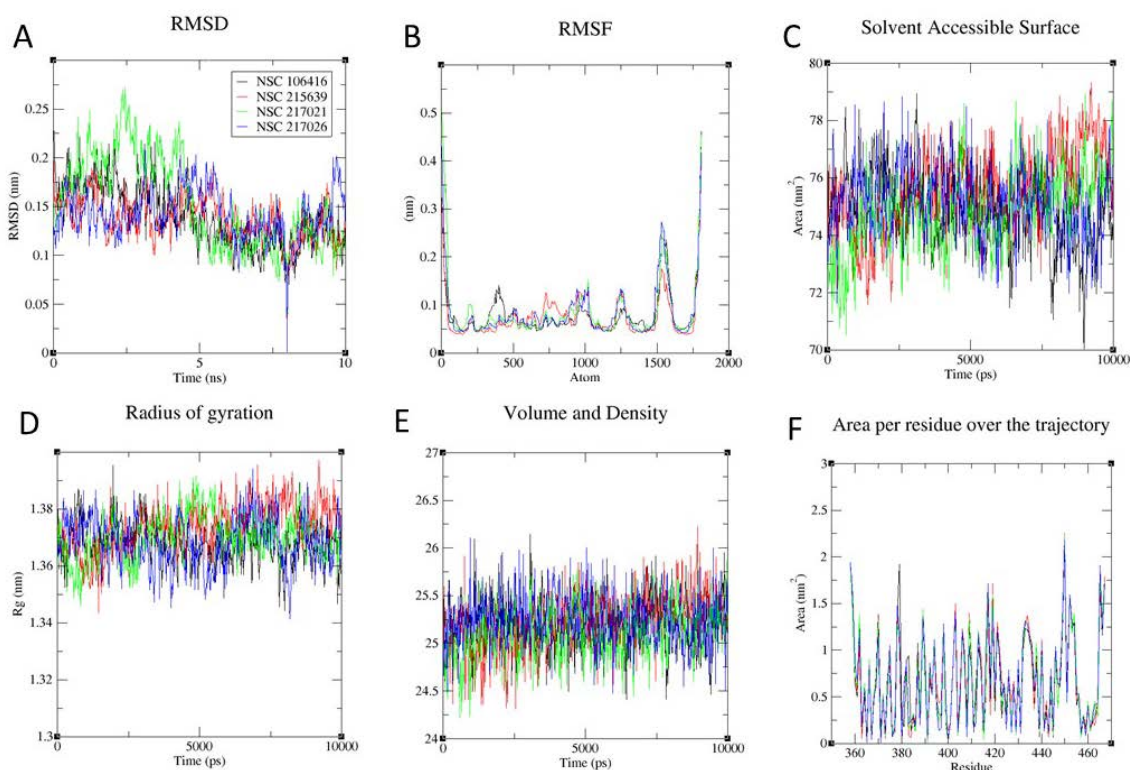 A
RMSD
NSC 106416
NSC 215639
NSC 217021
NSC 217026
0.25
0.2
0.15
0.1
0.05
0
RMSD (nm)
0
5
10
Time (ns)
B
RMSF
0.5
0.4
0.3
0.2
0.1
0
(nm)
0
500
1000
1500
2000
Atom
C
Solvent Accessible Surface
80
78
76
74
72
70
Area (nm²)
0
5000
10000
Time (ps)
D
Radius of gyration
1.38
1.36
1.34
1.32
1.3
Rg (nm)
0
5000
10000
Time (ps)
E
Volume and Density
27
26.5
26
25.5
25
24.5
24
0
5000
10000
Time (ps)
F
Area per residue over the trajectory
3
2.5
2
1.5
1
0.5
0
Area (nm²)
360
380
400
420
440
460
Residue